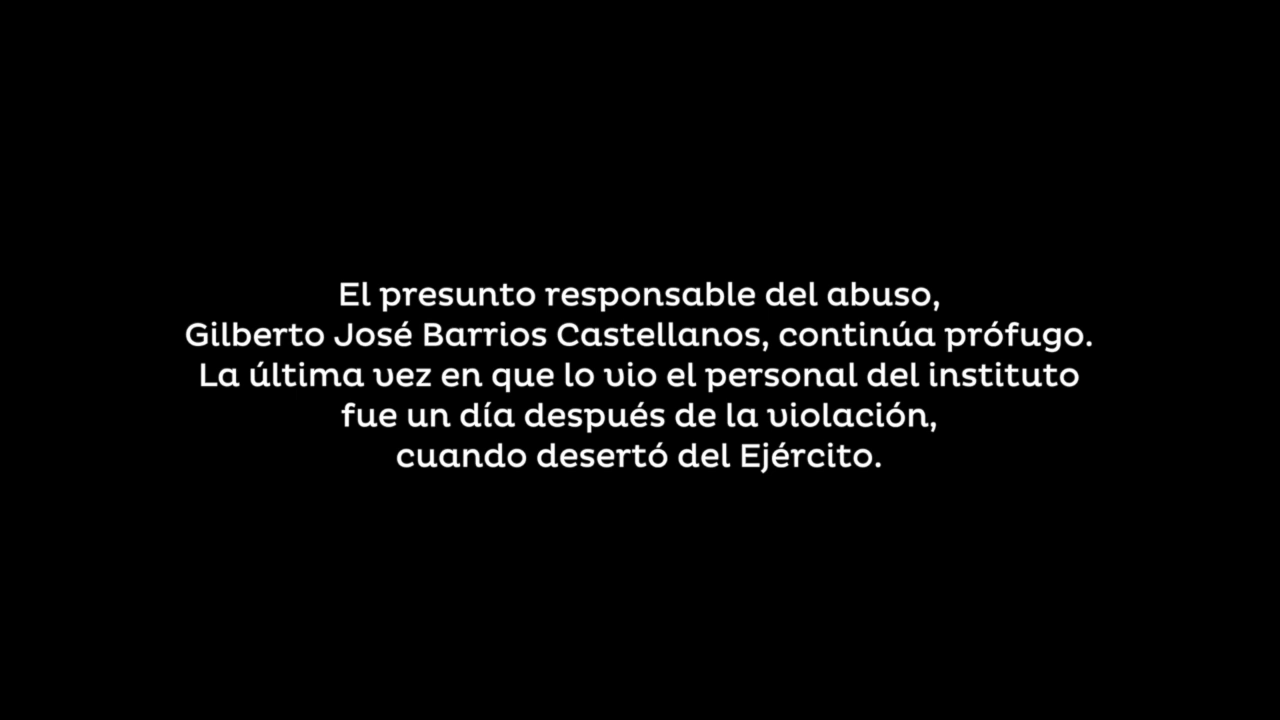 El presunto responsable del abuso,
Gilberto José Barrios Castellanos, continúa prófugo.
La última vez en que lo vio el personal del instituto
fue un día después de la violación,
cuando desertó del Ejército.